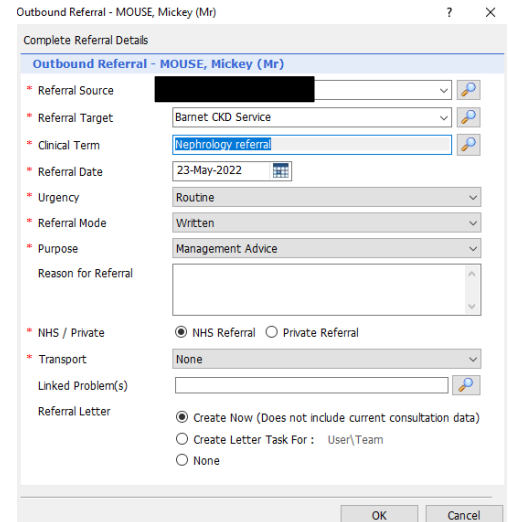 Outbound Referral - MOUSE, Mickey (Mr) ? ×
Complete Referral Details
Outbound Referral - MOUSE, Mickey (Mr)
* Referral Source
* Referral Target Barnet CKD Service
* Clinical Term Nephrology referral
* Referral Date 23-May-2022
* Urgency Routine
* Referral Mode Written
* Purpose Management Advice
Reason for Referral
* NHS / Private NHS Referral Private Referral
* Transport None
Linked Problem(s)
Referral Letter Create Now (Does not include current consultation data)
Create Letter Task For : User\Team
None
OK Cancel